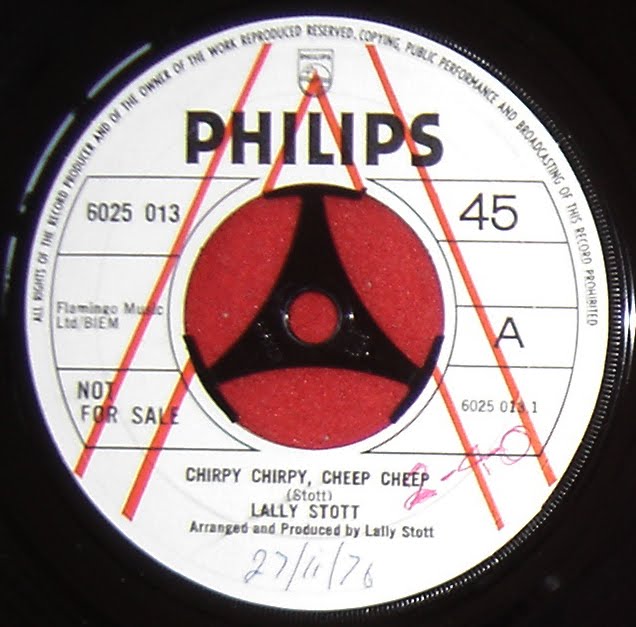 ALL RIGHTS OF THE RECORD PRODUCER AND OF THE OWNER OF THE WORK REPRODUCED RESERVED. COPYING, PUBLIC PERFORMANCE AND BROADCASTING OF THIS RECORD PROHIBITED
PHILIPS
PHILIPS
6025 013
45
Flamingo Music
Ltd/BIEM
A
NOT
FOR SALE
6025 013.1
CHIRPY CHIRPY, CHEEP CHEEP
2-40
(Stott)
LALLY STOTT
Arranged and Produced by Lally Stott
27/11/76